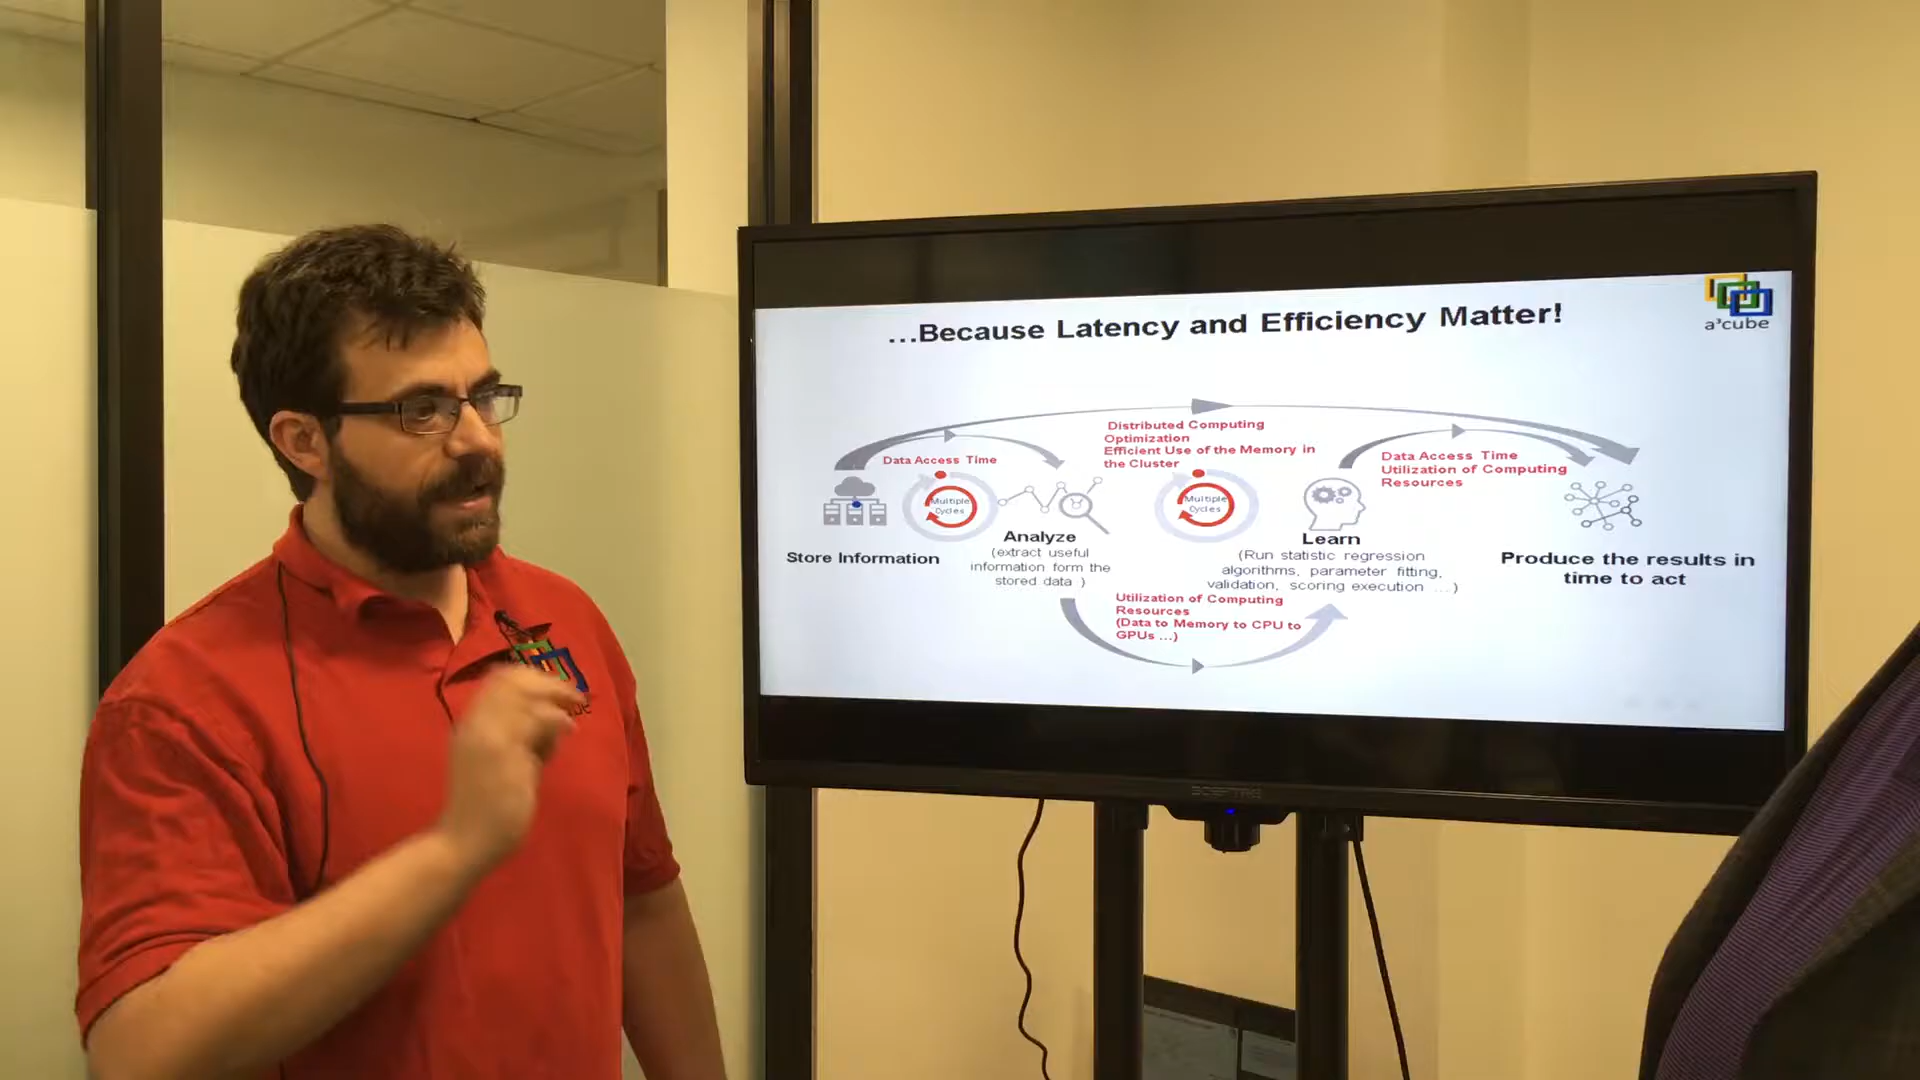 ...Because Latency and Efficiency Matter!
a³cube
Distributed Computing
Optimization
Efficient Use of the Memory in
the Cluster
Data Access Time
Data Access Time
Utilization of Computing
Resources
Multiple
Cycles
Multiple
Cycles
Store Information
Analyze
(extract useful
information form the
stored data )
Learn
(Run statistic regression
algorithms, parameter fitting,
validation, scoring execution ...)
Produce the results in
time to act
Utilization of Computing
Resources
(Data to Memory to CPU to
GPUs ...)
SCEPTRE